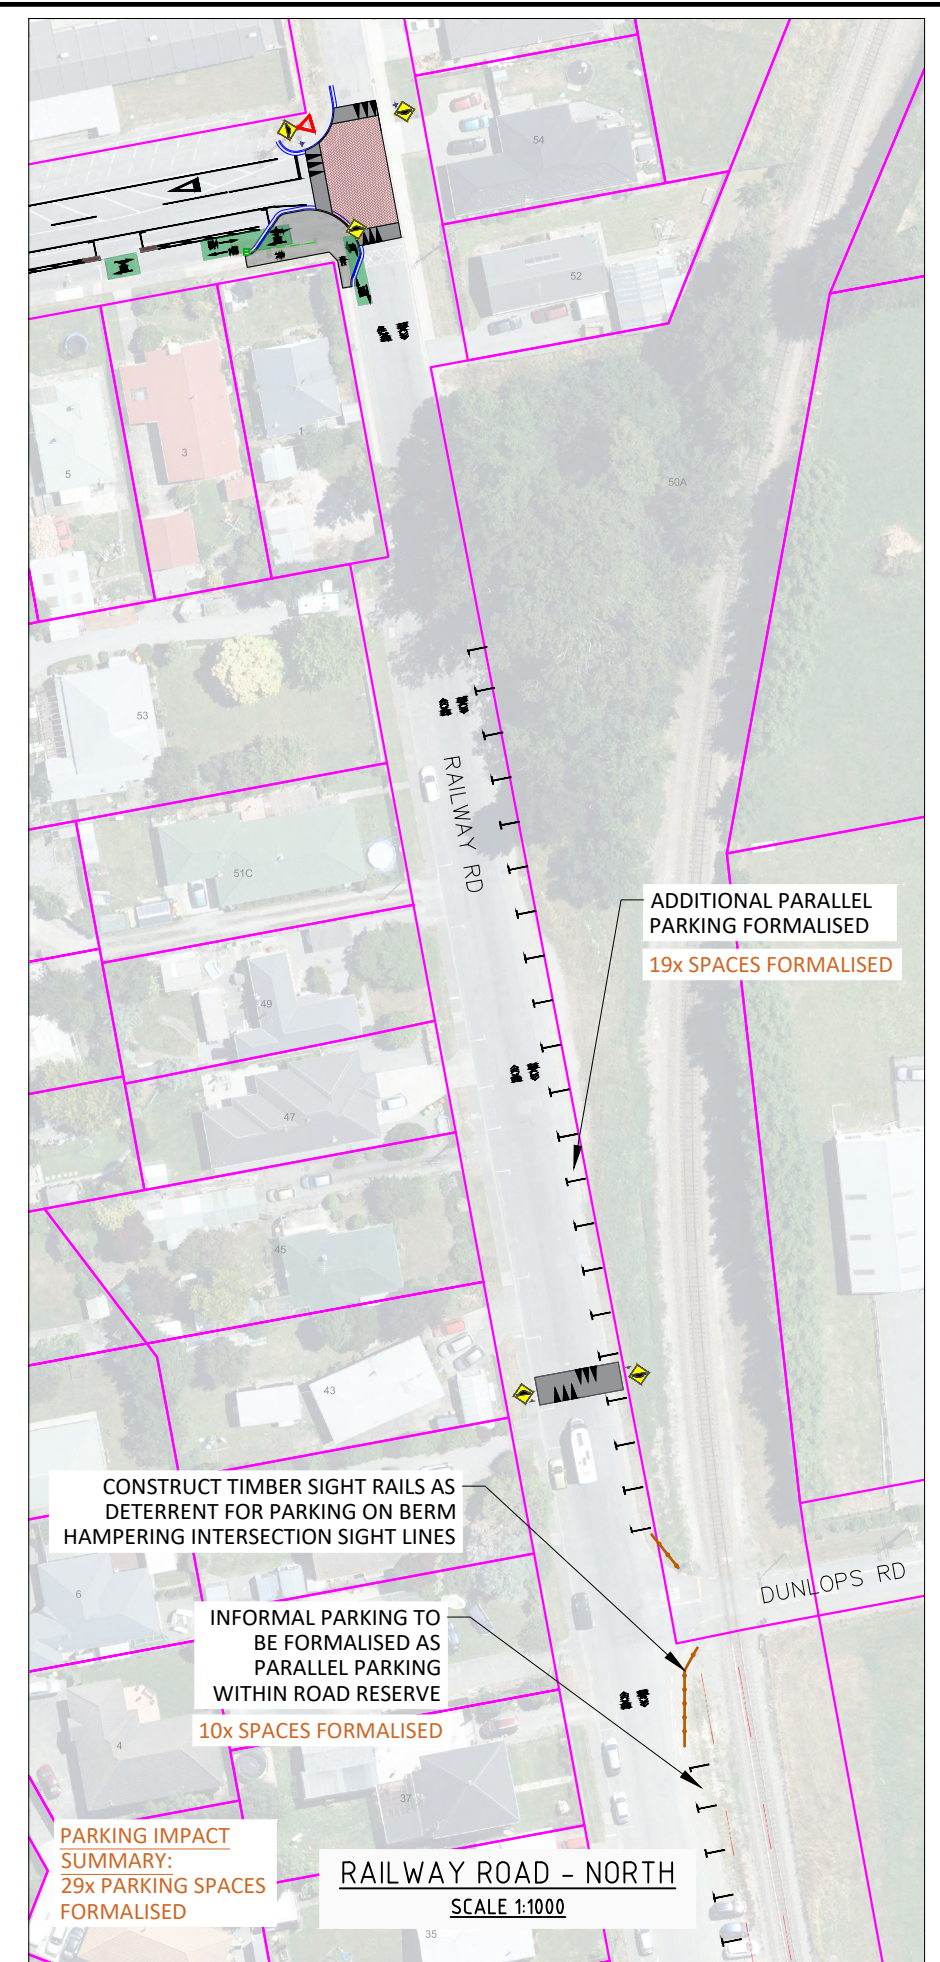 54
52
1
3
5
50A
53
RAILWAY RD
51C
ADDITIONAL PARALLEL
PARKING FORMALISED
19x SPACES FORMALISED
49
47
45
43
CONSTRUCT TIMBER SIGHT RAILS AS
DETERRENT FOR PARKING ON BERM
HAMPERING INTERSECTION SIGHT LINES
DUNLOPS RD
6
INFORMAL PARKING TO
BE FORMALISED AS
PARALLEL PARKING
WITHIN ROAD RESERVE
10x SPACES FORMALISED
4
37
PARKING IMPACT
SUMMARY:
29x PARKING SPACES
FORMALISED
RAILWAY ROAD - NORTH
SCALE 1:1000
35